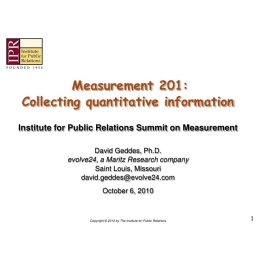 IPR
Institute
for Public
Relations
FOUNDED 1956
Measurement 201:
Collecting quantitative information
Institute for Public Relations Summit on Measurement
David Geddes, Ph.D.
evolve24, a Maritz Research company
Saint Louis, Missouri
david.geddes@evolve24.com
October 6, 2010
Copyright © 2010 by The Institute for Public Relations
1